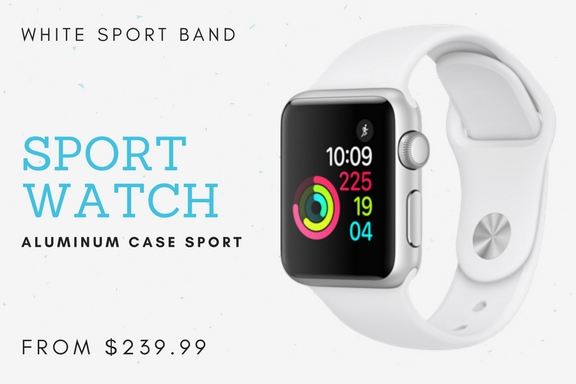 WHITE SPORT BAND
SPORT
WATCH
ALUMINUM CASE SPORT
FROM $239.99
10:09
225
19
04